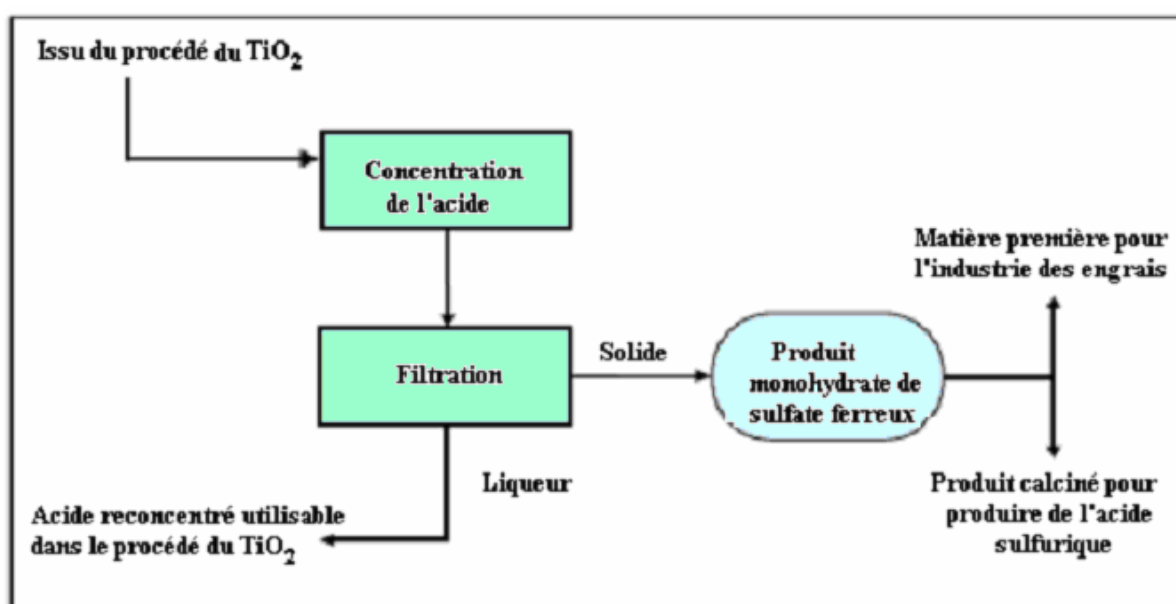 Issu du procédé du TiO2
Concentration
de l'acide
Matière première pour
l'industrie des engrais
Filtration
Solide
Produit
monohydrate de
sulfate ferreux
Liqueur
Acide reconcentré utilisable
dans le procédé du TiO2
Produit calciné pour
produire de l'acide
sulfurique